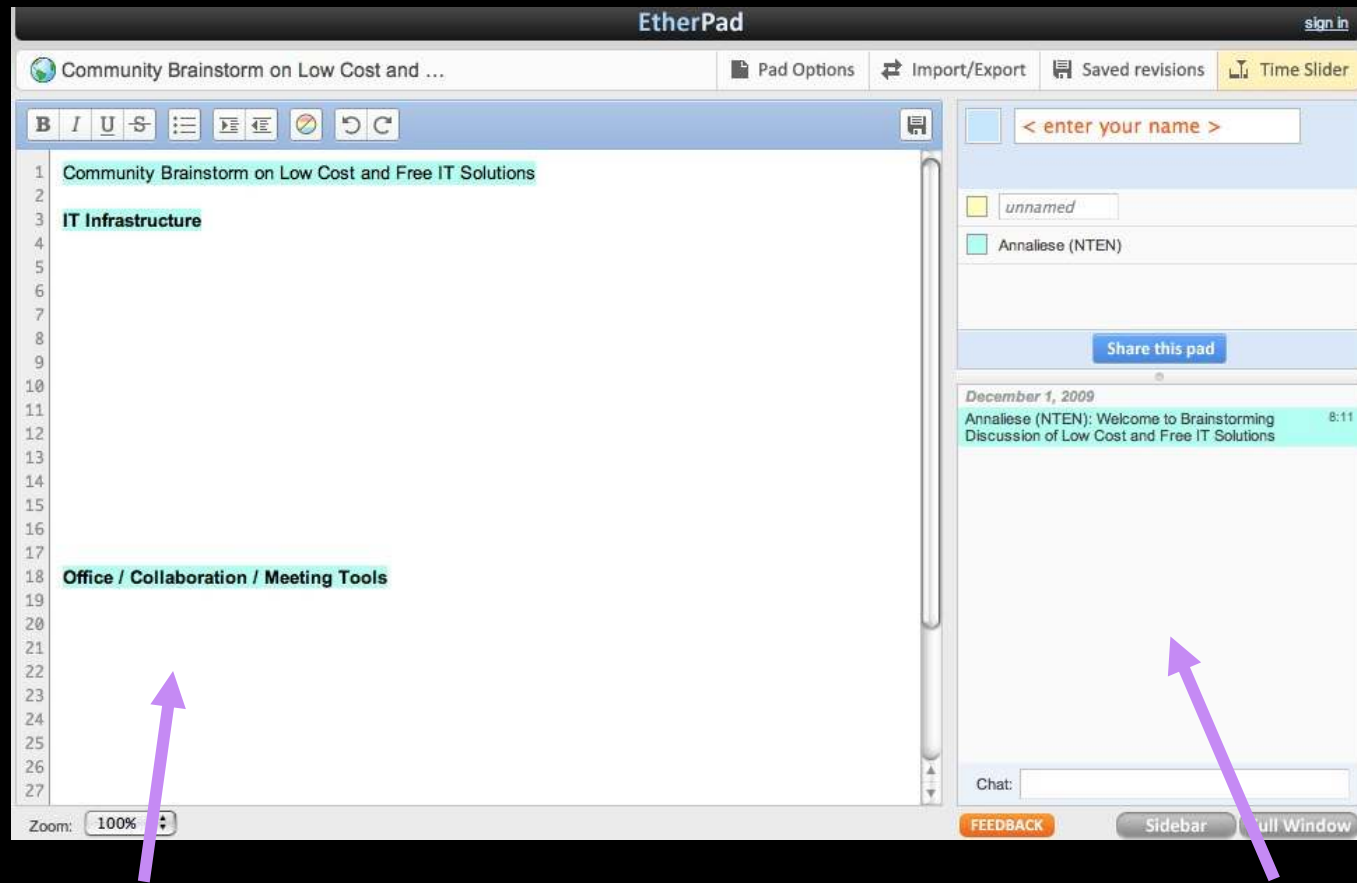 EtherPad
sign in
Community Brainstorm on Low Cost and ...
Pad Options
Import/Export
Saved revisions
Time Slider
B I U S
< enter your name >
1 Community Brainstorm on Low Cost and Free IT Solutions
2
3 IT Infrastructure
4
5
6
7
8
9
10
11
12
13
14
15
16
17
18 Office / Collaboration / Meeting Tools
19
20
21
22
23
24
25
26
27
unnamed
Annaliese (NTEN)
Share this pad
December 1, 2009
Annaliese (NTEN): Welcome to Brainstorming 8:11
Discussion of Low Cost and Free IT Solutions
Chat:
Zoom: 100%
FEEDBACK
Sidebar
ull Window